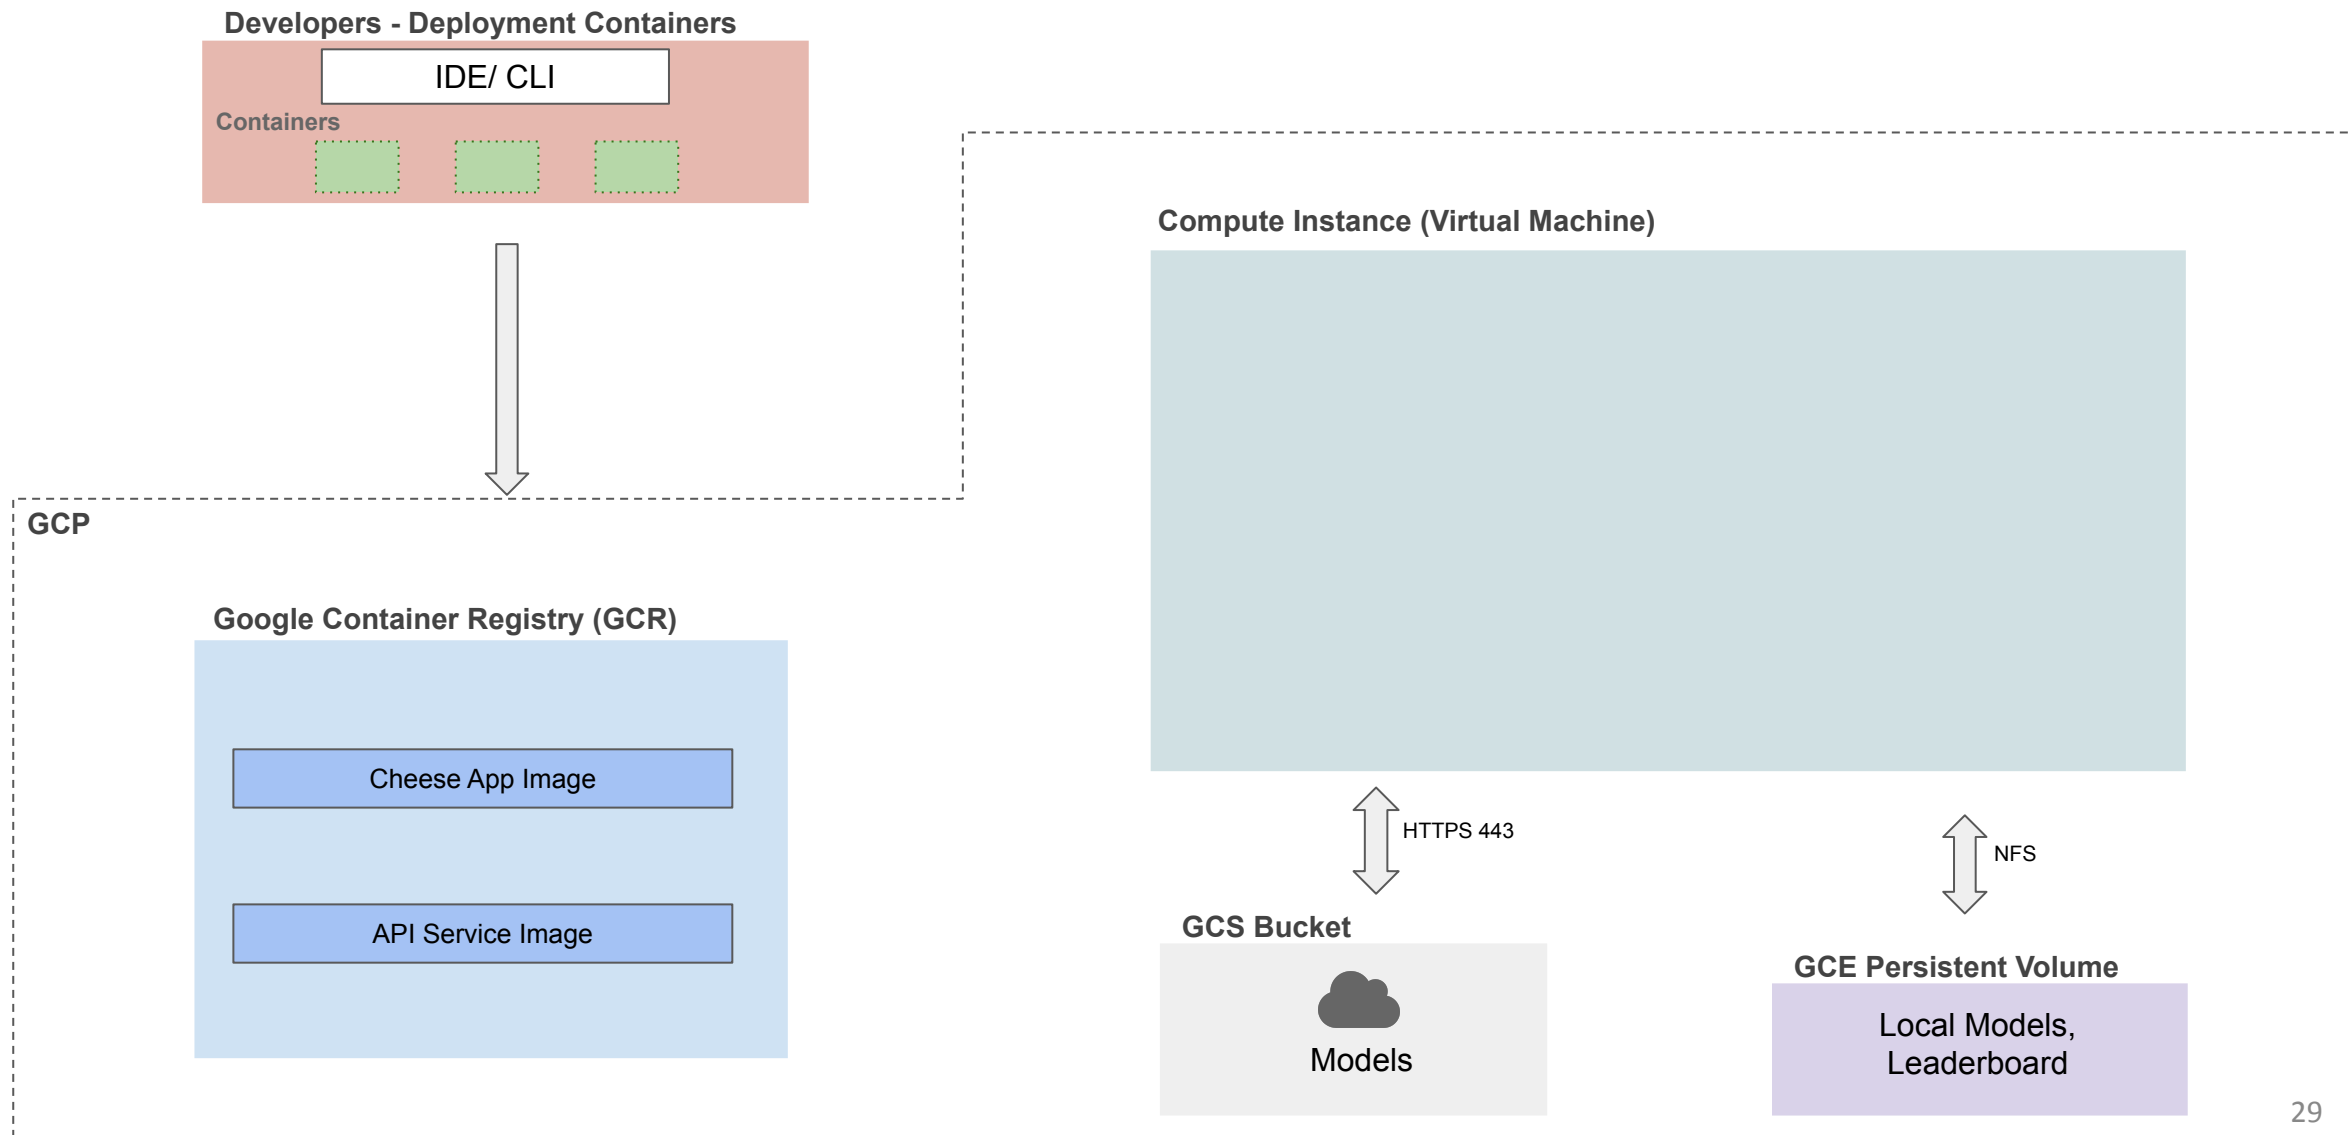 Developers - Deployment Containers
IDE/ CLI
Containers
Compute Instance (Virtual Machine)
GCP
Google Container Registry (GCR)
Cheese App Image
API Service Image
HTTPS 443
NFS
GCS Bucket
Models
GCE Persistent Volume
Local Models,
Leaderboard
29